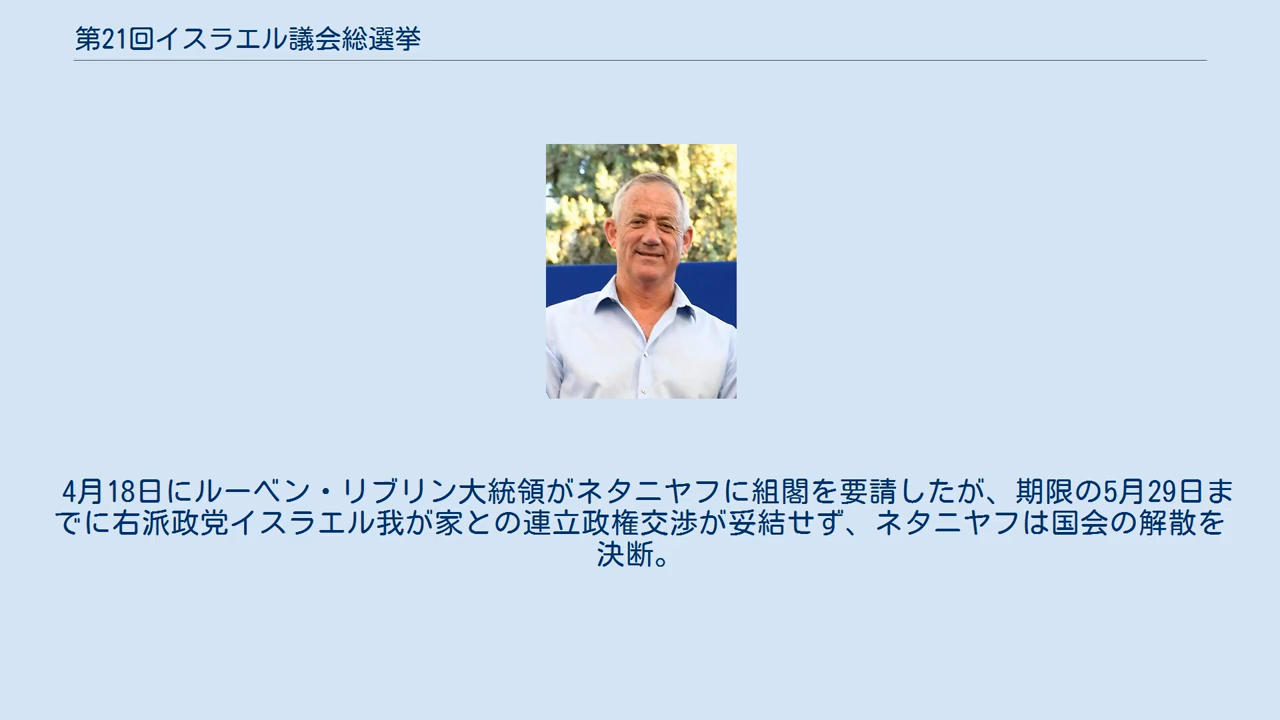 第21回イスラエル議会総選挙
4月18日にルーベン・リブリン大統領がネタニヤフに組閣を要請したが、期限の5月29日ま
でに右派政党イスラエル我が家との連立政権交渉が妥結せず、ネタニヤフは国会の解散を
決断。